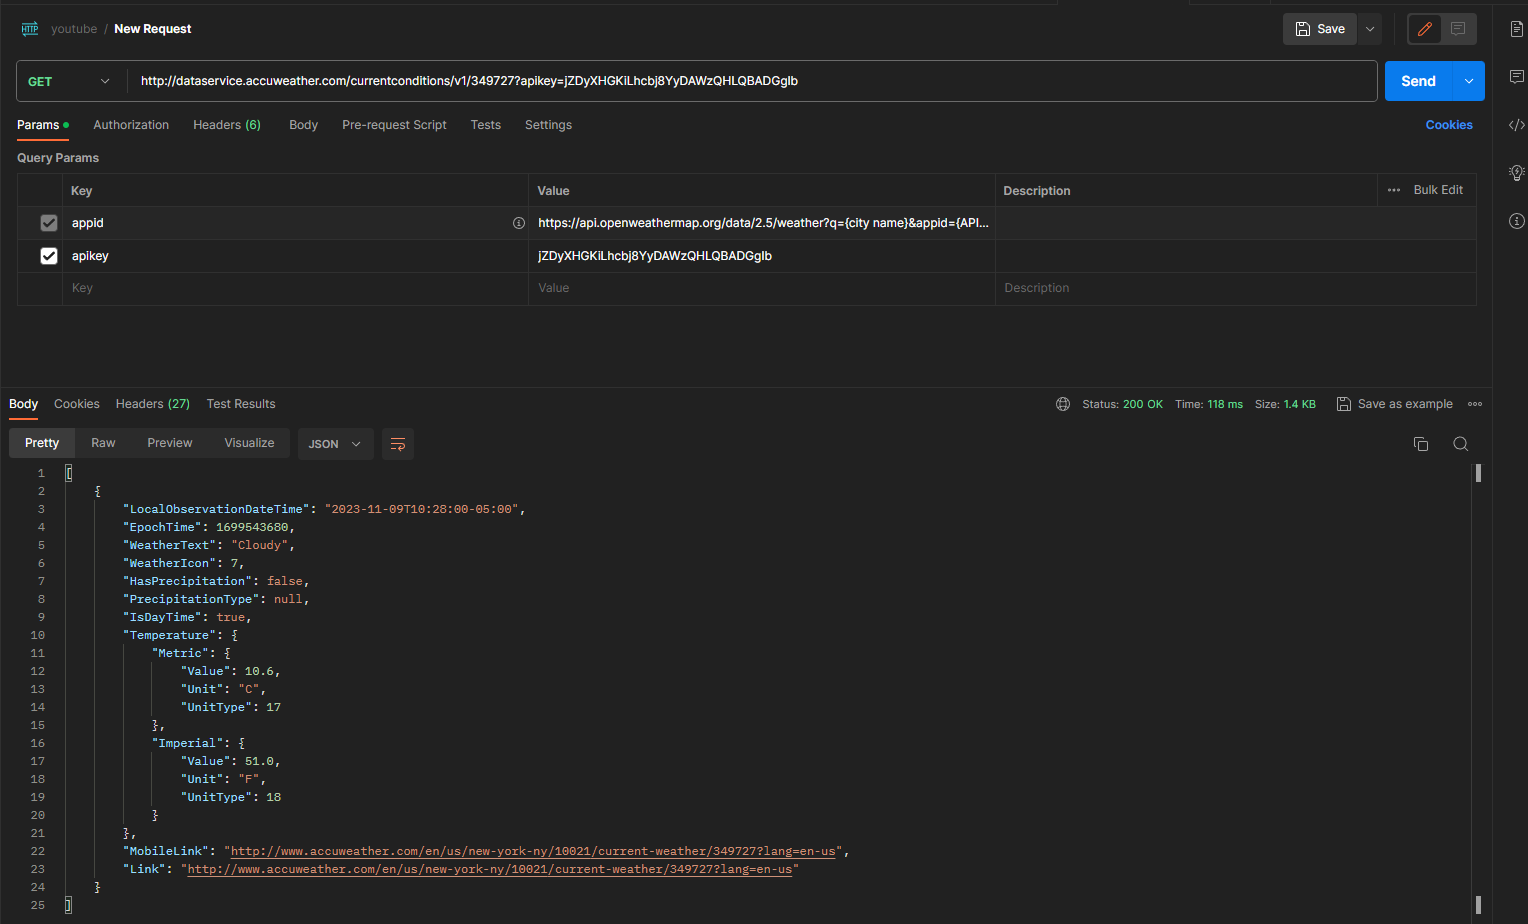 HTTP youtube / New Request Save
GET http://dataservice.accuweather.com/currentconditions/v1/349727?apikey=jZDyXHGKiLhcbj8YyDAWzQHLQBADGgIb Send
Params Authorization Headers (6) Body Pre-request Script Tests Settings Cookies
Query Params
Key Value Description Bulk Edit
appid https://api.openweathermap.org/data/2.5/weather?q={city name}&appid={API...
apikey jZDyXHGKiLhcbj8YyDAWzQHLQBADGgIb
Key Value Description
Body Cookies Headers (27) Test Results Status: 200 OK Time: 118 ms Size: 1.4 KB Save as example
Pretty Raw Preview Visualize JSON
1 [
2 {
3 "LocalObservationDateTime": "2023-11-09T10:28:00-05:00",
4 "EpochTime": 1699543680,
5 "WeatherText": "Cloudy",
6 "WeatherIcon": 7,
7 "HasPrecipitation": false,
8 "PrecipitationType": null,
9 "IsDayTime": true,
10 "Temperature": {
11 "Metric": {
12 "Value": 10.6,
13 "Unit": "C",
14 "UnitType": 17
15 },
16 "Imperial": {
17 "Value": 51.0,
18 "Unit": "F",
19 "UnitType": 18
20 }
21 },
22 "MobileLink": "http://www.accuweather.com/en/us/new-york-ny/10021/current-weather/349727?lang=en-us",
23 "Link": "http://www.accuweather.com/en/us/new-york-ny/10021/current-weather/349727?lang=en-us"
24 }
25 ]